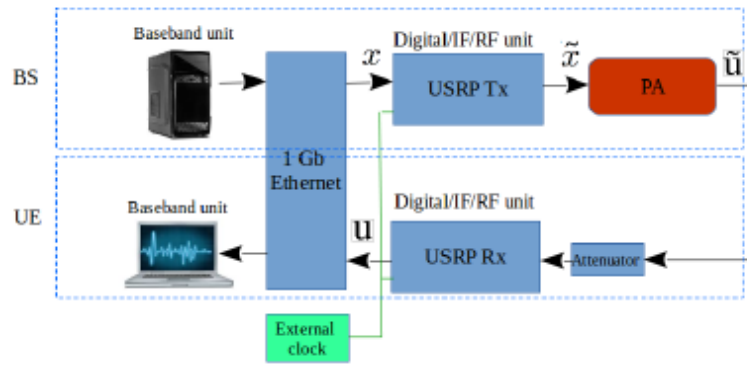 Baseband unit
Digital/IF/RF unit
BS
x
USRP Tx
x̃
PA
ũ
1 Gb
Ethernet
UE
Baseband unit
Digital/IF/RF unit
u
USRP Rx
Attenuator
External
clock